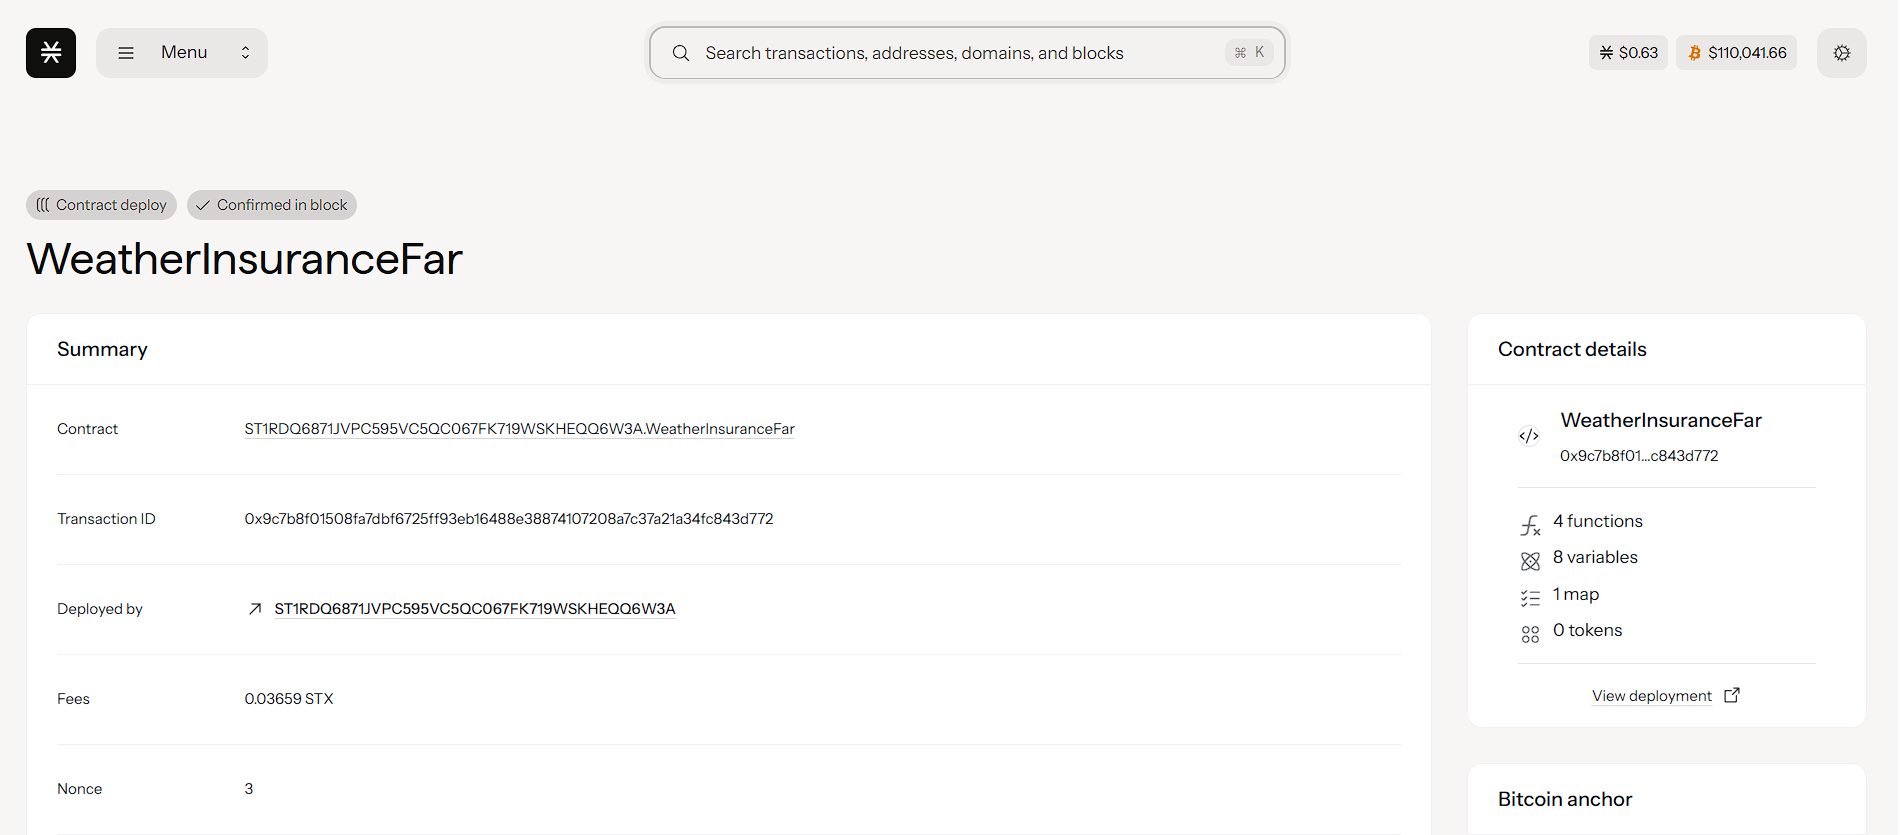 Menu
Search transactions, addresses, domains, and blocks
⌘ K
$0.63
$110,041.66
Contract deploy
Confirmed in block
WeatherInsuranceFar
Summary
Contract
ST1RDQ6871JVPC595VC5QC067FK719WSKHEQQ6W3A.WeatherInsuranceFar
Transaction ID
0x9c7b8f01508fa7dbf6725ff93eb16488e38874107208a7c37a21a34fc843d772
Deployed by
ST1RDQ6871JVPC595VC5QC067FK719WSKHEQQ6W3A
Fees
0.03659 STX
Nonce
3
Contract details
WeatherInsuranceFar
0x9c7b8f01...c843d772
4 functions
8 variables
1 map
0 tokens
View deployment
Bitcoin anchor